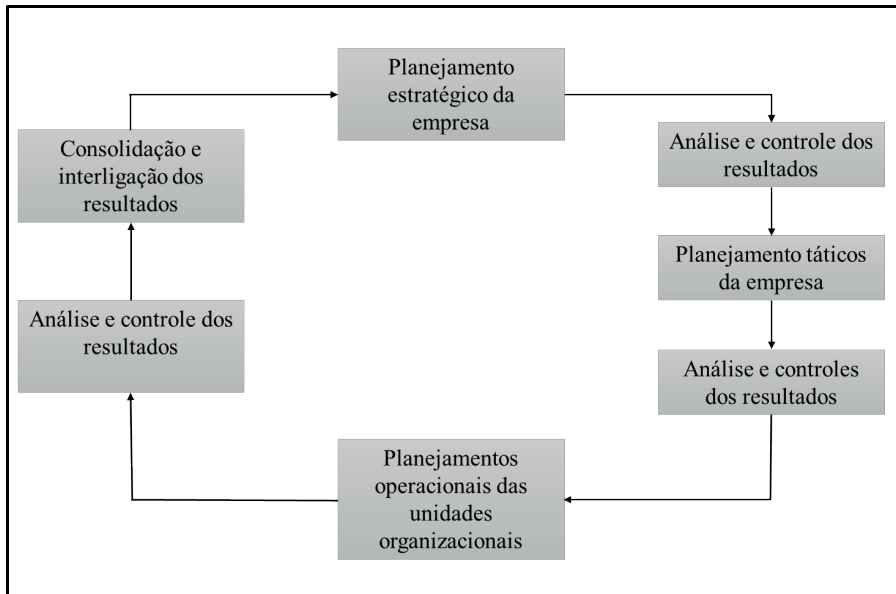 Planejamento
estratégico da
empresa
Análise e controle dos
resultados
Planejamento táticos
da empresa
Análise e controles
dos resultados
Planejamentos
operacionais das
unidades
organizacionais
Análise e controle dos
resultados
Consolidação e
interligação dos
resultados